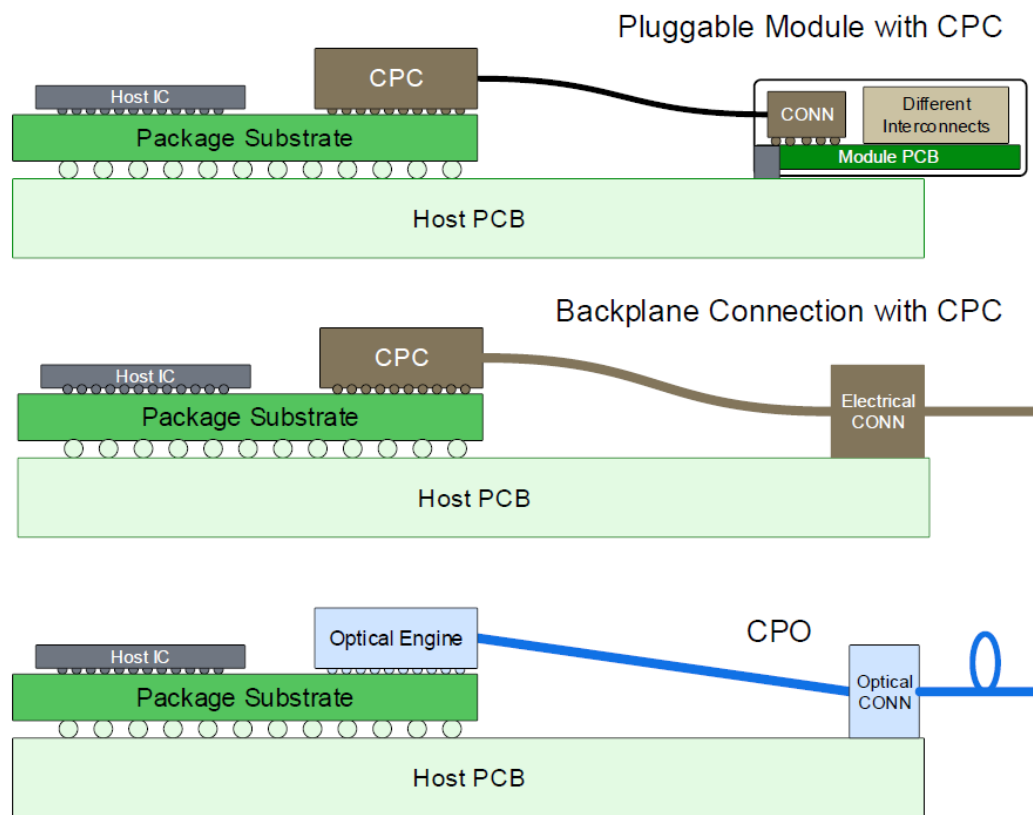 Pluggable Module with CPC
CPC
Host IC
CONN
Different
Interconnects
Package Substrate
Module PCB
Host PCB
Backplane Connection with CPC
CPC
Host IC
Package Substrate
Electrical
CONN
Host PCB
CPO
Optical Engine
Host IC
Package Substrate
Optical
CONN
Host PCB